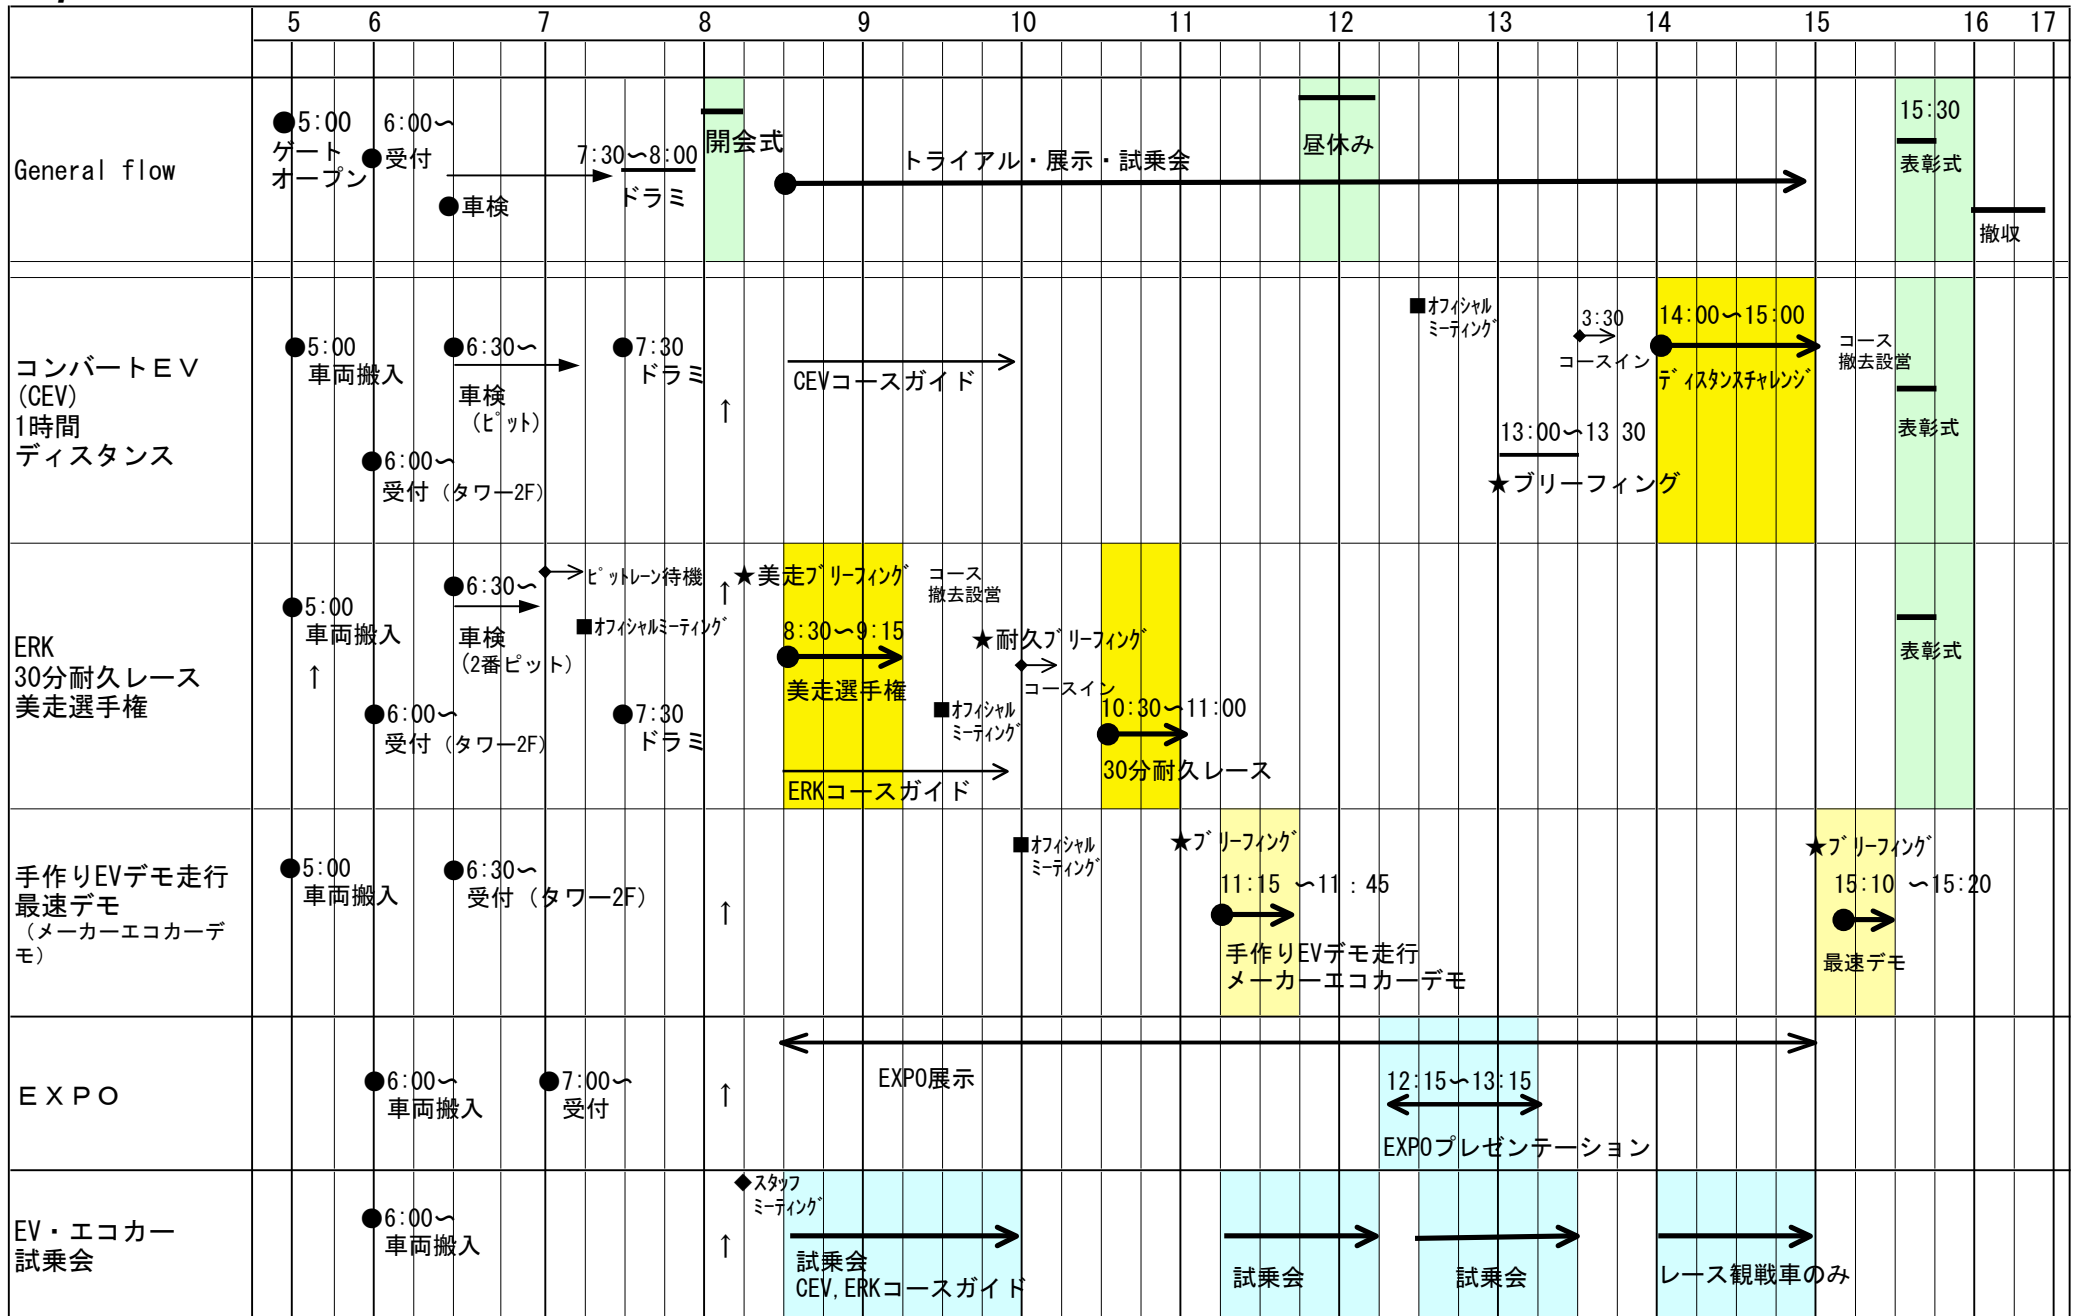 5 6 7 8 9 10 11 12 13 14 15 16 17
General flow
●5:00
ゲート
オープン
6:00～
●受付
●車検
7:30～8:00
ドラミ
開会式
トライアル・展示・試乗会
昼休み
15:30
表彰式
撤収
コンバートＥＶ
(CEV)
1時間
ディスタンス
●5:00
車両搬入
●6:30～
車検
(ピット)
●6:00～
受付（タワー2F）
●7:30
ドラミ
↑
CEVコースガイド
■オフィシャル
ミーティング
13:00～13 30
★ブリーフィング
3:30
コースイン
14:00～15:00
ディスタンスチャレンジ
コース
撤去設営
表彰式
ERK
30分耐久レース
美走選手権
●5:00
車両搬入
↑
●6:30～
車検
(2番ピット)
●6:00～
受付（タワー2F）
ピットレーン待機
■オフィシャルミーティング
●7:30
ドラミ
↑
★美走ブリーフィング
8:30～9:15
美走選手権
ERKコースガイド
コース
撤去設営
★耐久ブリーフィング
コースイン
■オフィシャル
ミーティング
10:30～11:00
30分耐久レース
表彰式
手作りEVデモ走行
最速デモ
（メーカーエコカーデ
モ）
●5:00
車両搬入
●6:30～
受付（タワー2F）
↑
■オフィシャル
ミーティング
★ブリーフィング
11:15 ～11：45
手作りEVデモ走行
メーカーエコカーデモ
★ブリーフィング
15:10 ～15:20
最速デモ
ＥＸＰＯ
●6:00～
車両搬入
●7:00～
受付
↑
EXPO展示
12:15～13:15
EXPOプレゼンテーション
EV・エコカー
試乗会
●6:00～
車両搬入
↑
◆スタッフ
ミーティング
試乗会
CEV,ERKコースガイド
試乗会
試乗会
レース観戦車のみ